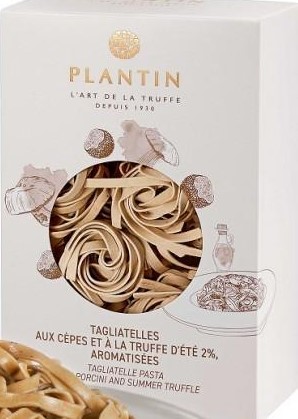 PLANTIN
L'ART DE LA TRUFFE
DEPUIS 1930
TAGLIATELLES
AUX CÈPES ET À LA TRUFFE D'ÉTÉ 2%,
AROMATISÉES
TAGLIATELLE PASTA
PORCINI AND SUMMER TRUFFLE